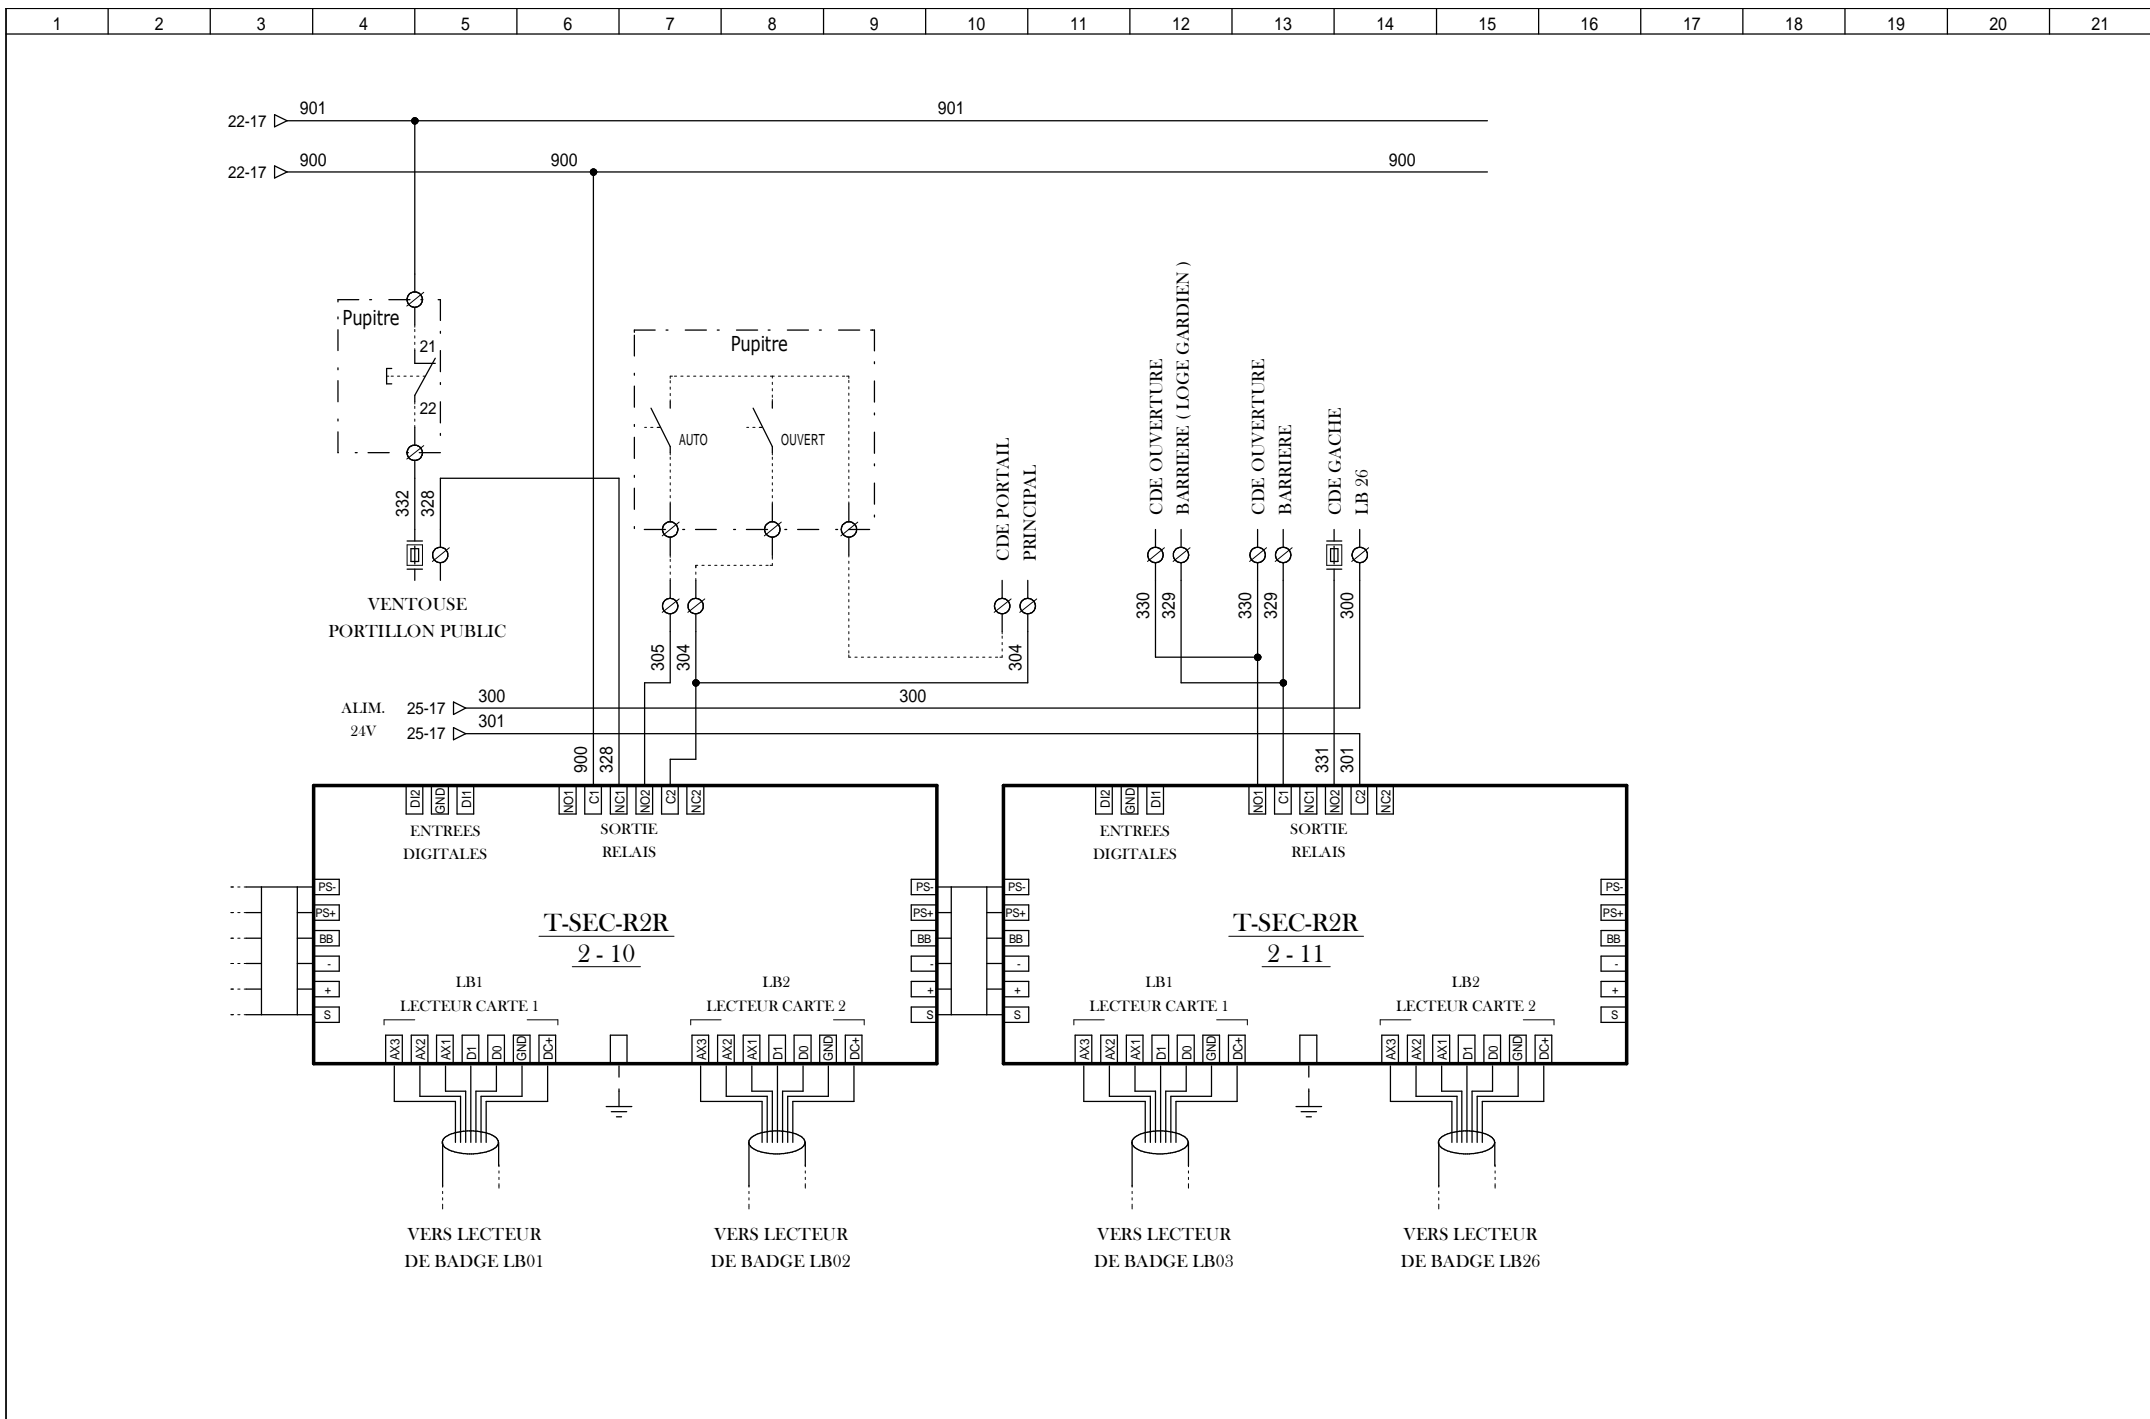 1 2 3 4 5 6 7 8 9 10 11 12 13 14 15 16 17 18 19 20 21
22-17 901 901
22-17 900 900 900
Pupitre
21
22
332
328
VENTOUSE
PORTILLON PUBLIC
Pupitre
AUTO
OUVERT
305
304
CDE PORTAIL
PRINCIPAL
304
CDE OUVERTURE
BARRIERE ( LOGE GARDIEN )
330
329
CDE OUVERTURE
BARRIERE
330
329
CDE GACHE
LB 26
300
ALIM.
24V
25-17 300 300
25-17 301
900
328
331
301
DI2 GND DI1
ENTREES
DIGITALES
NO1 C1 NC1 NO2 C2 NC2
SORTIE
RELAIS
PS-
PS+
BB
-
+
S
T-SEC-R2R
2 - 10
PS-
PS+
BB
-
+
S
LB1
LECTEUR CARTE 1
AX3 AX2 AX1 D1 D0 GND DC+
LB2
LECTEUR CARTE 2
AX3 AX2 AX1 D1 D0 GND DC+
VERS LECTEUR
DE BADGE LB01
VERS LECTEUR
DE BADGE LB02
DI2 GND DI1
ENTREES
DIGITALES
NO1 C1 NC1 NO2 C2 NC2
SORTIE
RELAIS
PS-
PS+
BB
-
+
S
T-SEC-R2R
2 - 11
PS-
PS+
BB
-
+
S
LB1
LECTEUR CARTE 1
AX3 AX2 AX1 D1 D0 GND DC+
LB2
LECTEUR CARTE 2
AX3 AX2 AX1 D1 D0 GND DC+
VERS LECTEUR
DE BADGE LB03
VERS LECTEUR
DE BADGE LB26